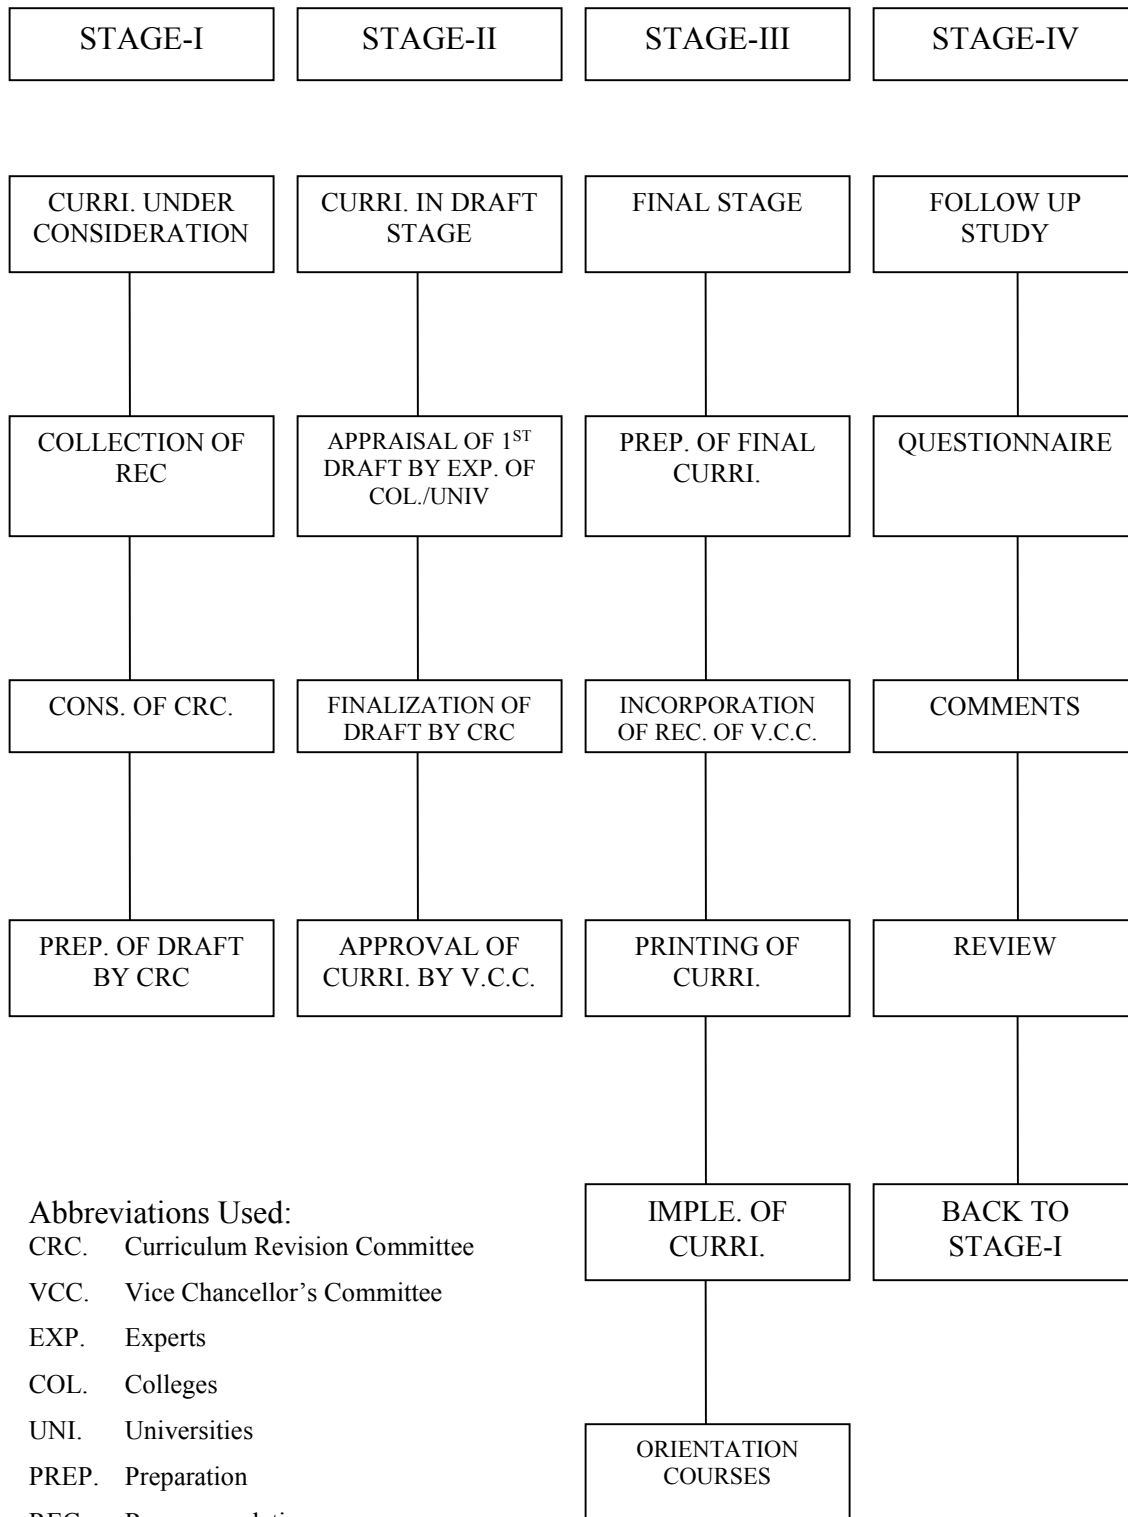 STAGE-I
STAGE-II
STAGE-III
STAGE-IV
CURRI. UNDER
CONSIDERATION
CURRI. IN DRAFT
STAGE
FINAL STAGE
FOLLOW UP
STUDY
COLLECTION OF
REC
APPRAISAL OF 1ST
DRAFT BY EXP. OF
COL./UNIV
PREP. OF FINAL
CURRI.
QUESTIONNAIRE
CONS. OF CRC.
FINALIZATION OF
DRAFT BY CRC
INCORPORATION
OF REC. OF V.C.C.
COMMENTS
PREP. OF DRAFT
BY CRC
APPROVAL OF
CURRI. BY V.C.C.
PRINTING OF
CURRI.
REVIEW
IMPLE. OF
CURRI.
BACK TO
STAGE-I
ORIENTATION
COURSES
Abbreviations Used:
CRC. Curriculum Revision Committee
VCC. Vice Chancellor’s Committee
EXP. Experts
COL. Colleges
UNI. Universities
PREP. Preparation